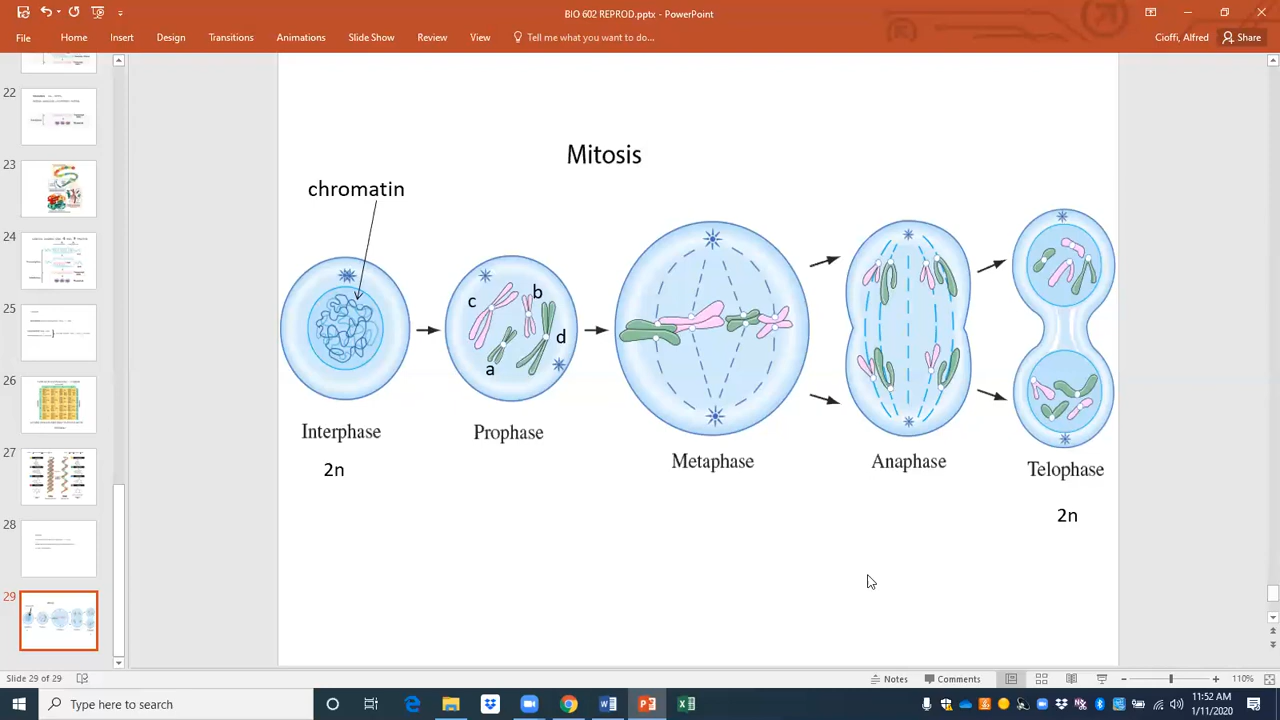 BIO 602 REPROD.pptx - PowerPoint
File Home Insert Design Transitions Animations Slide Show Review View Tell me what you want to do... Cioffi, Alfred Share
22
23
24
25
26
27
28
29
Mitosis
chromatin
c b
d
a
Interphase Prophase
Metaphase Anaphase
Telophase
2n
2n
Slide 29 of 29 Notes Comments 110%
Type here to search
11:52 AM
1/11/2020